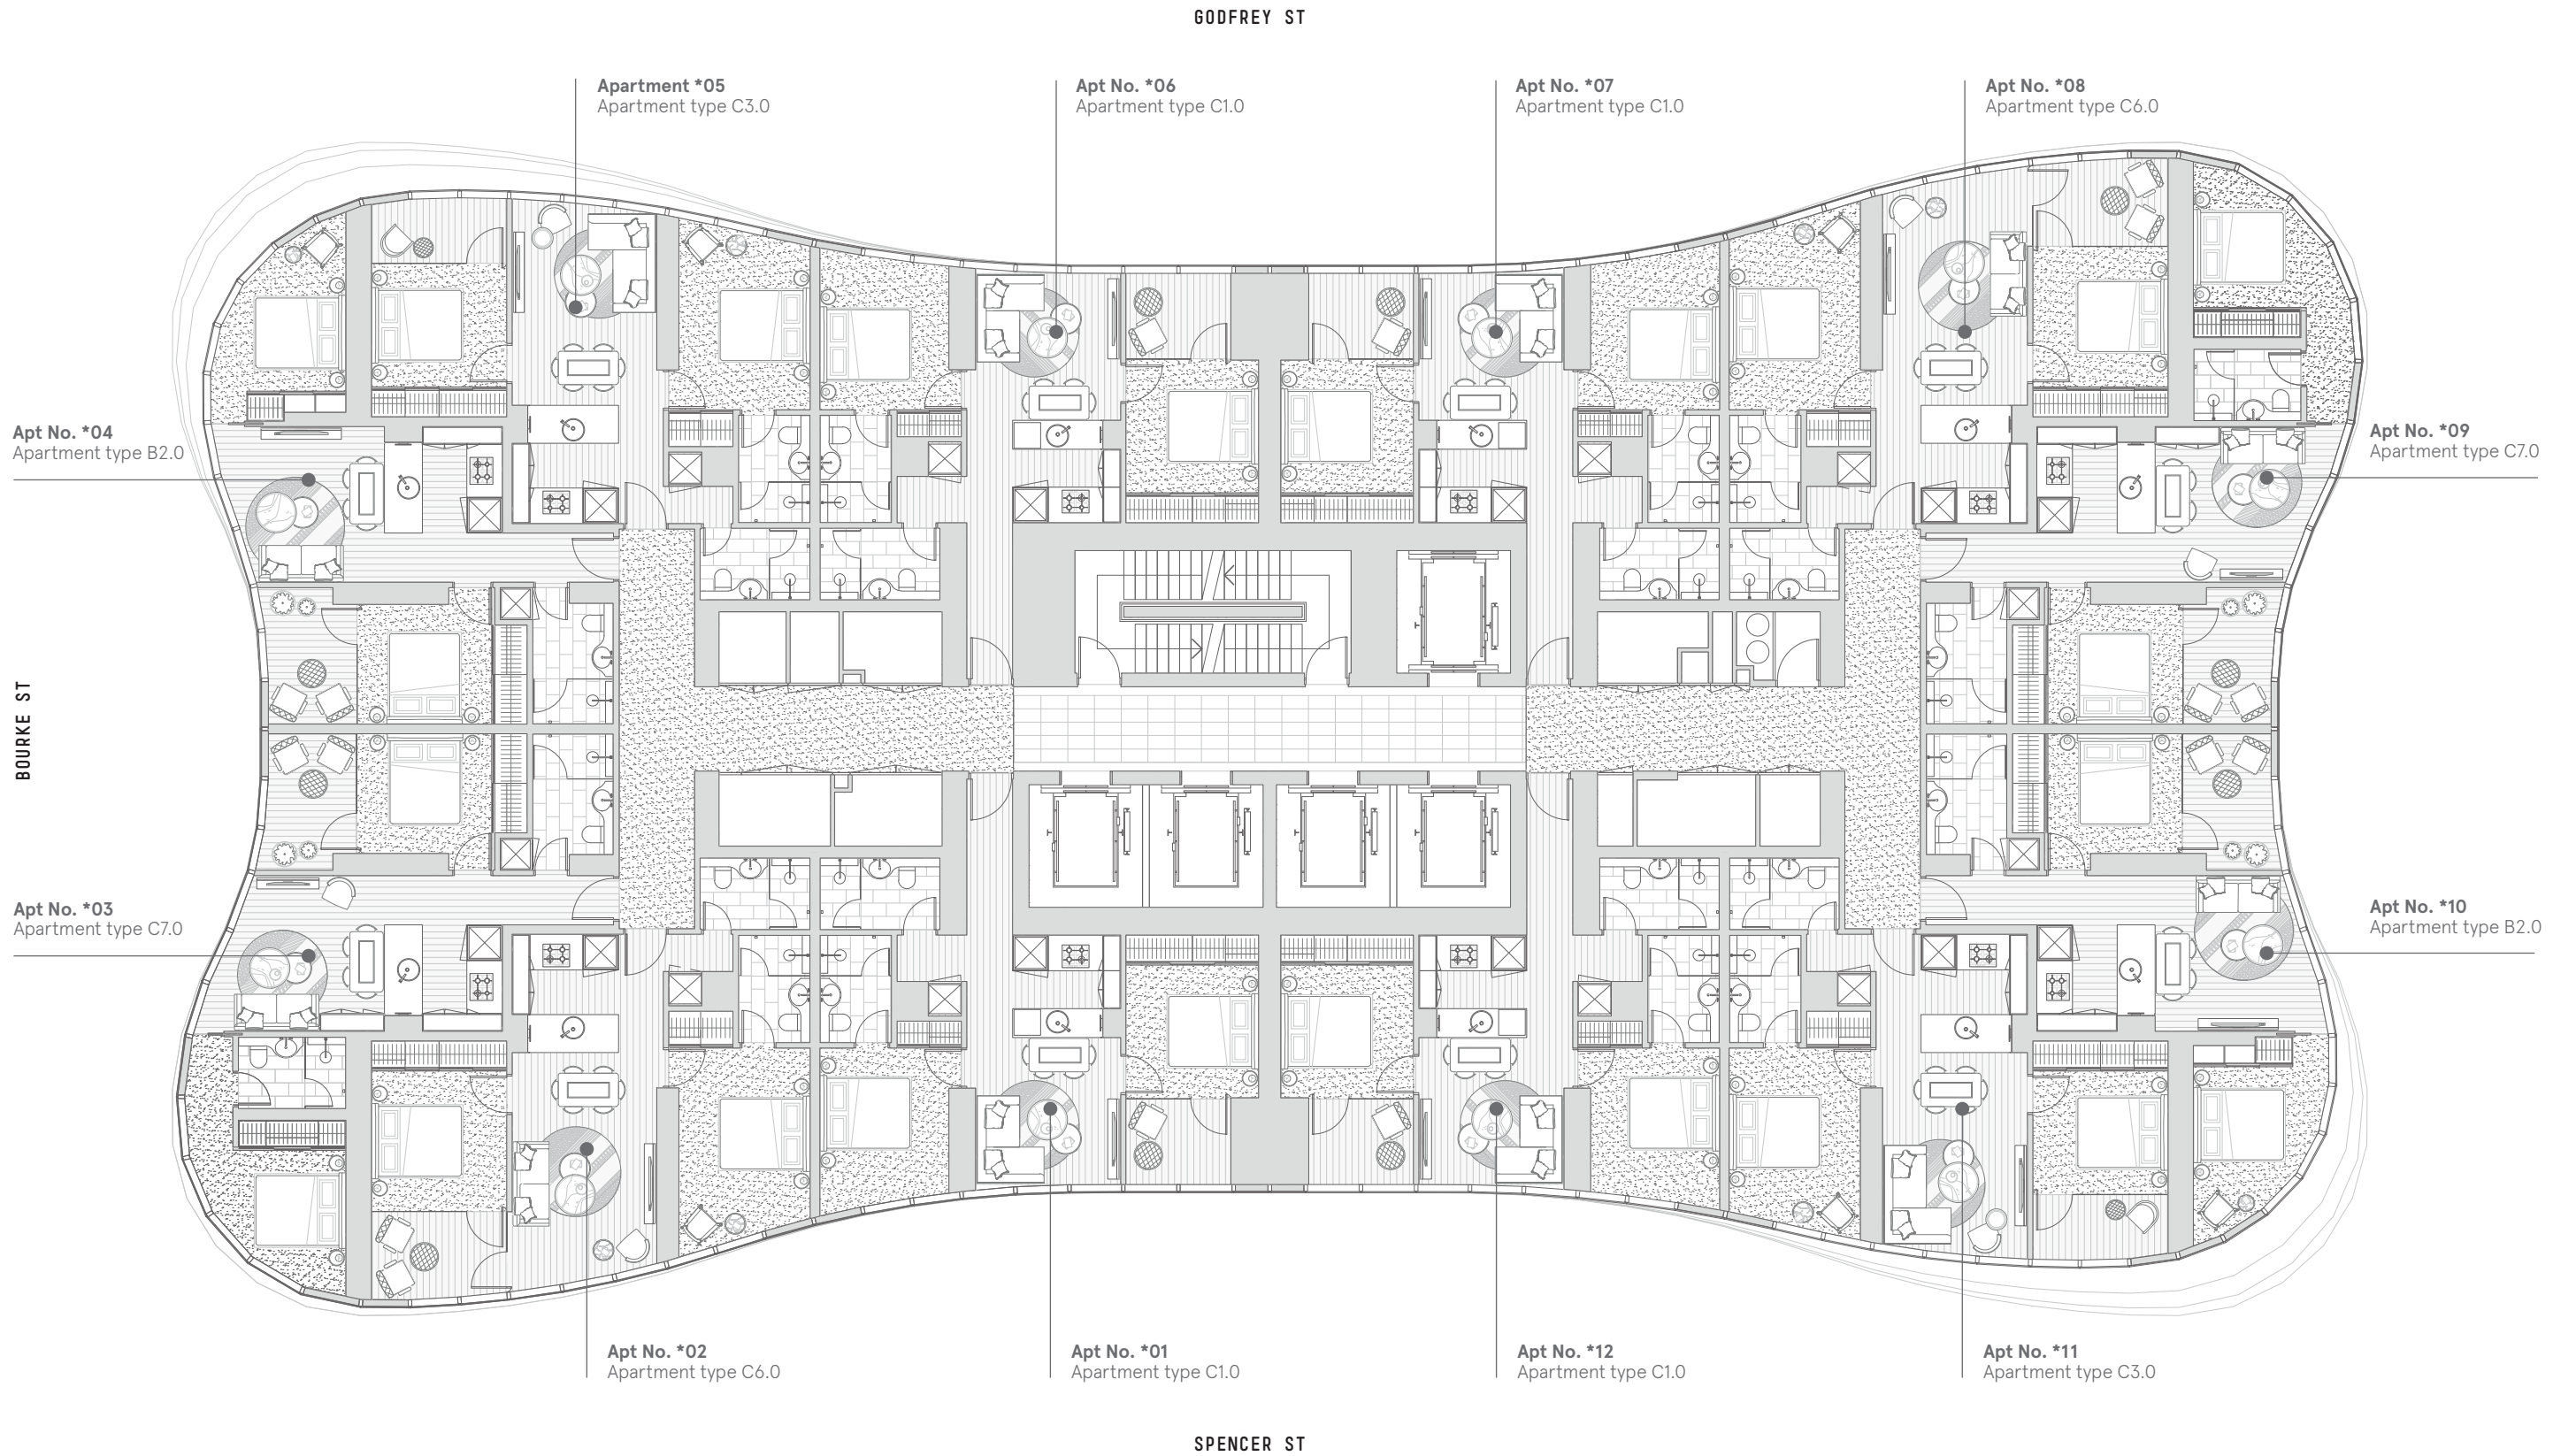 GODFREY ST
Apartment *05
Apartment type C3.0
Apt No. *06
Apartment type C1.0
Apt No. *07
Apartment type C1.0
Apt No. *08
Apartment type C6.0
Apt No. *04
Apartment type B2.0
Apt No. *09
Apartment type C7.0
BOURKE ST
Apt No. *03
Apartment type C7.0
Apt No. *10
Apartment type B2.0
Apt No. *02
Apartment type C6.0
Apt No. *01
Apartment type C1.0
Apt No. *12
Apartment type C1.0
Apt No. *11
Apartment type C3.0
SPENCER ST